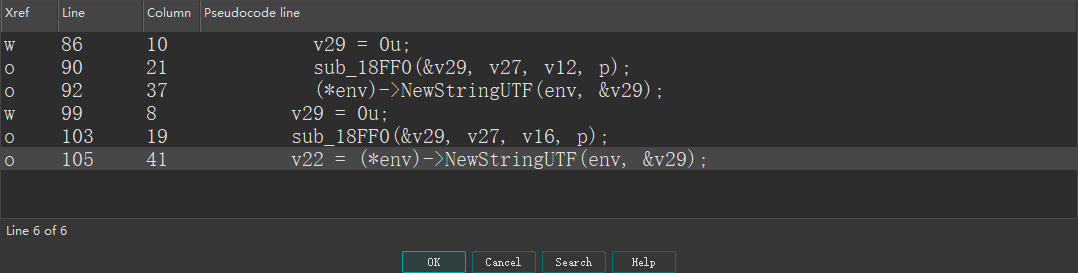 Xref Line Column Pseudocode line
w 86 10 v29 = 0u;
o 90 21 sub_18FF0(&v29, v27, v12, p);
o 92 37 (*env)->NewStringUTF(env, &v29);
w 99 8 v29 = 0u;
o 103 19 sub_18FF0(&v29, v27, v16, p);
o 105 41 v22 = (*env)->NewStringUTF(env, &v29);
Line 6 of 6
OK Cancel Search Help